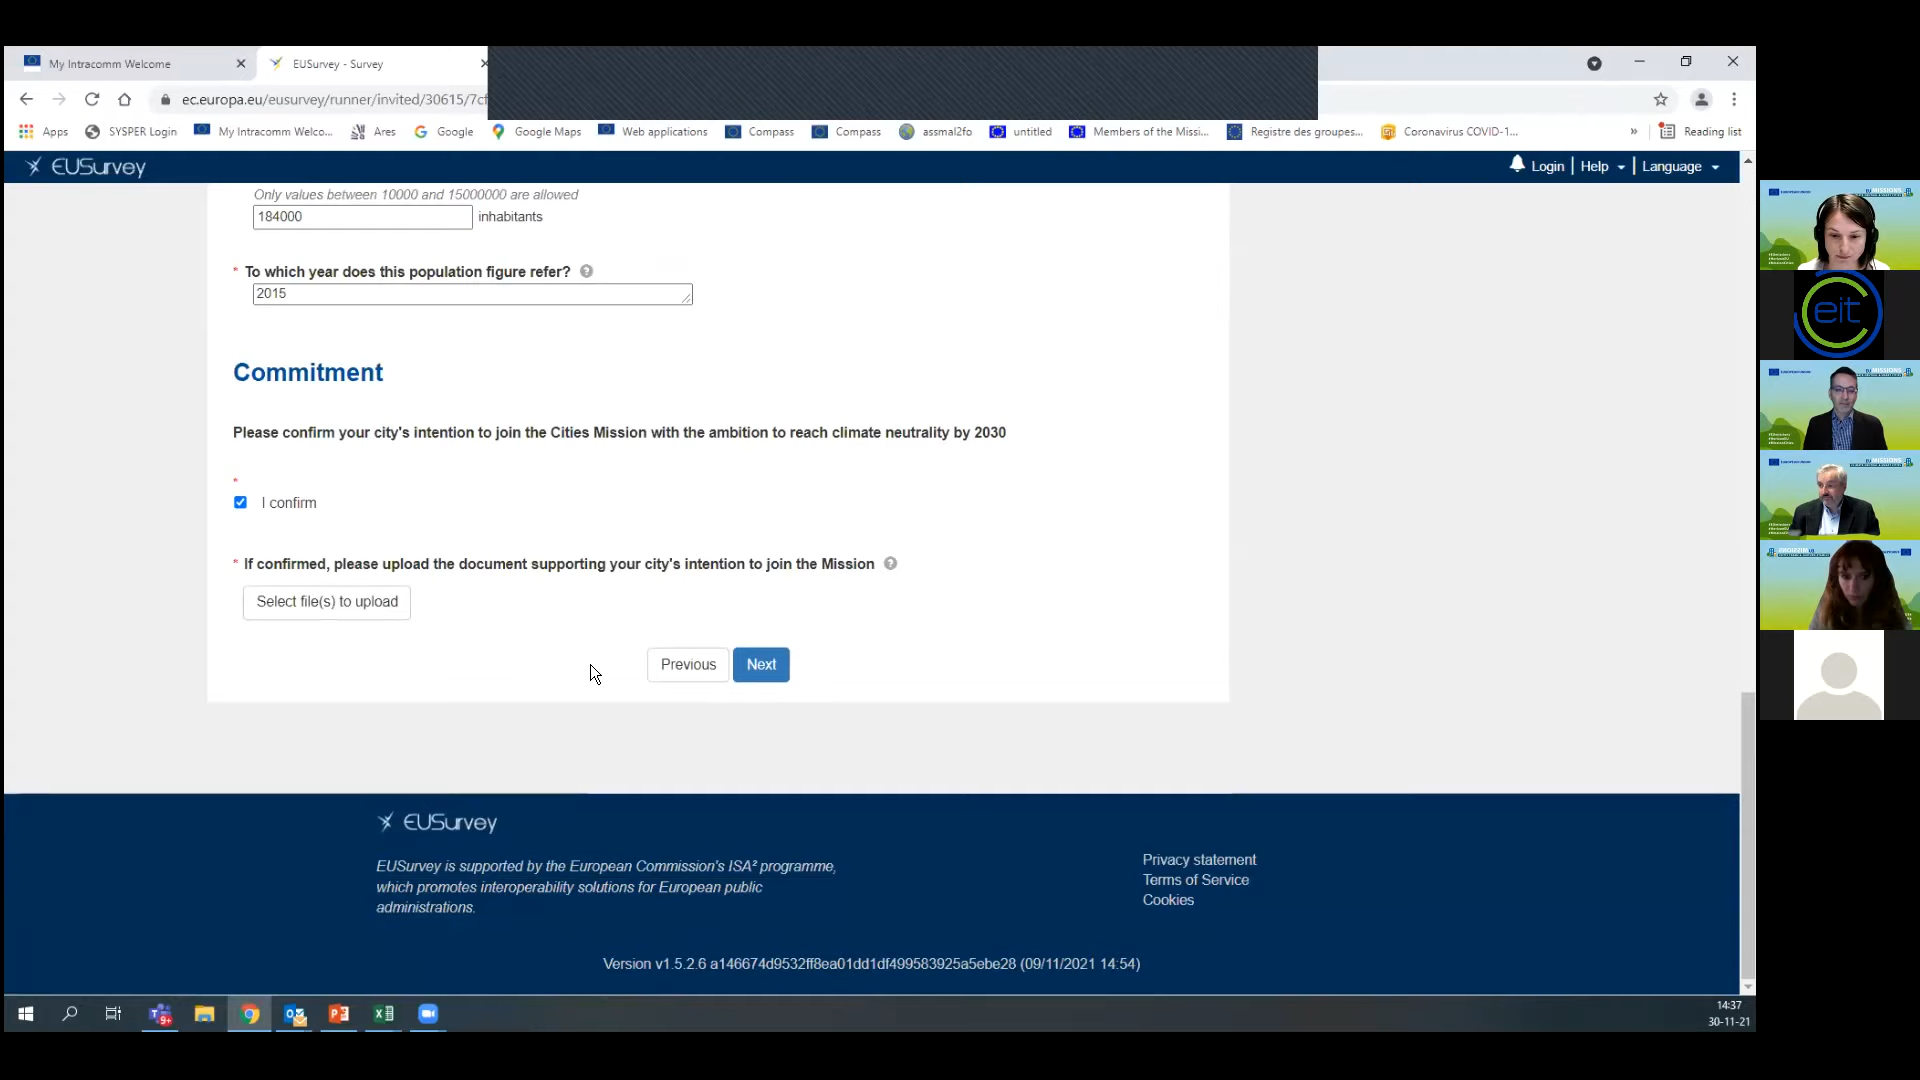 My Intracomm Welcome
EUSurvey - Survey
ec.europa.eu/eusurvey/runner/invited/30615/7cf
Apps
SYSPER Login
My Intracomm Welco...
Ares
Google
Google Maps
Web applications
Compass
Compass
assmal2fo
untitled
Members of the Missi...
Registre des groupes...
Coronavirus COVID-1...
»
Reading list
EUSurvey
Login | Help | Language
Only values between 10000 and 15000000 are allowed
184000 inhabitants
* To which year does this population figure refer?
2015
Commitment
Please confirm your city's intention to join the Cities Mission with the ambition to reach climate neutrality by 2030
*
I confirm
* If confirmed, please upload the document supporting your city's intention to join the Mission
Select file(s) to upload
Previous
Next
EUSurvey
EUSurvey is supported by the European Commission's ISA² programme,
which promotes interoperability solutions for European public
administrations.
Privacy statement
Terms of Service
Cookies
Version v1.5.2.6 a146674d9532ff8ea01dd1df499583925a5ebe28 (09/11/2021 14:54)
14:37
30-11-21
eit